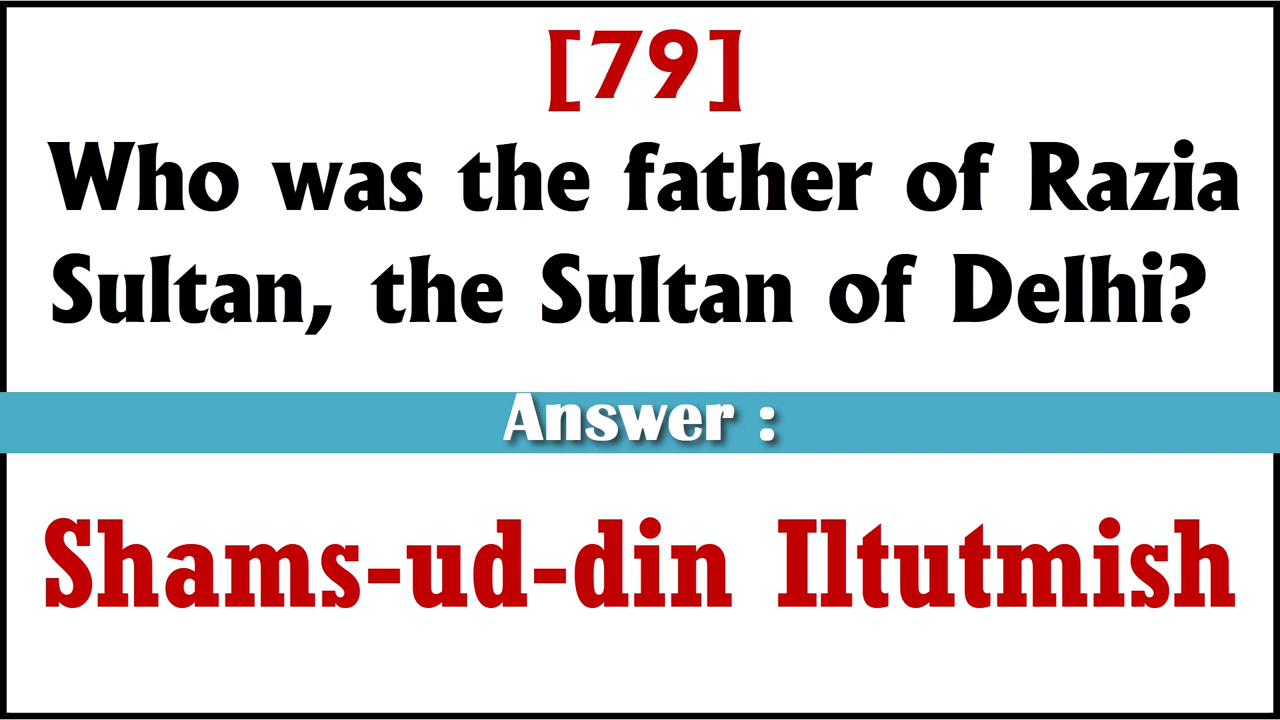 [79]
Who was the father of Razia
Sultan, the Sultan of Delhi?
Answer :
Shams-ud-din Iltutmish